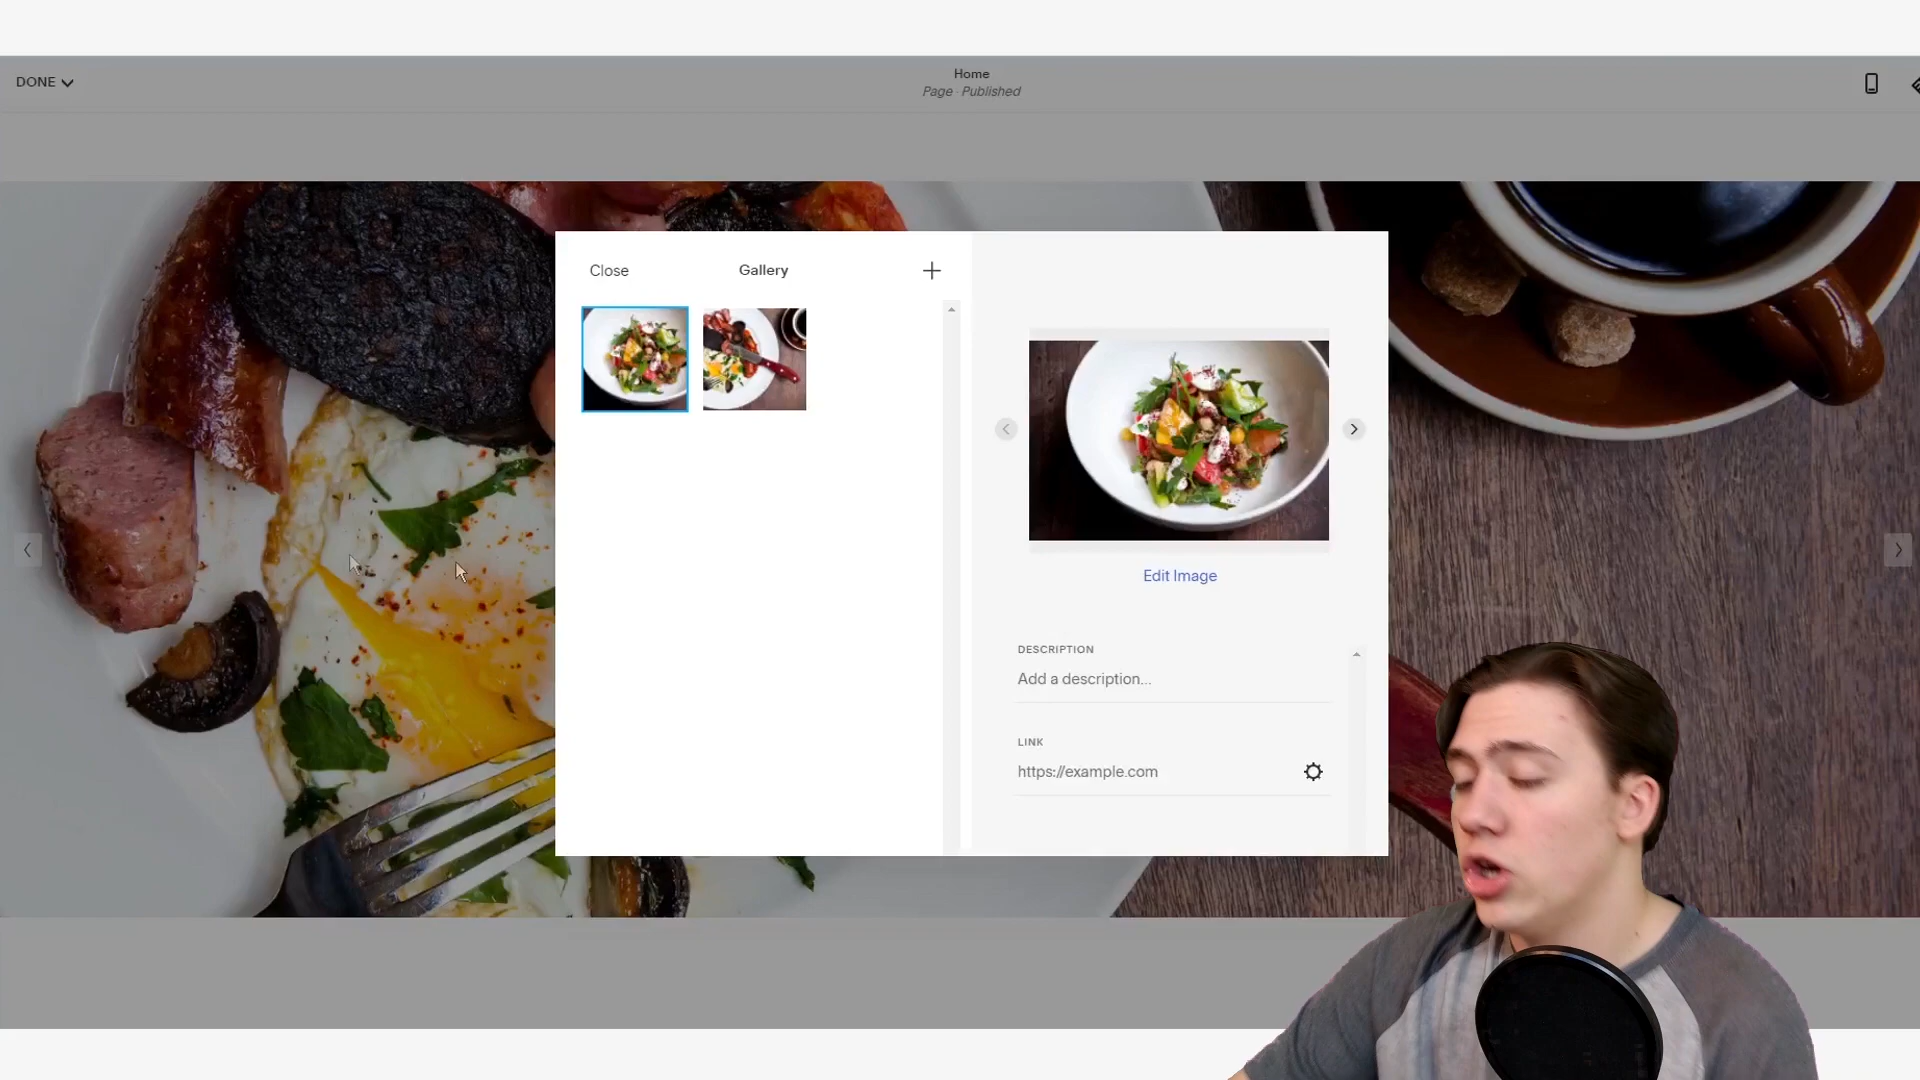 DONE
Home
Page · Published
Close
Gallery
Edit Image
DESCRIPTION
Add a description...
LINK
https://example.com